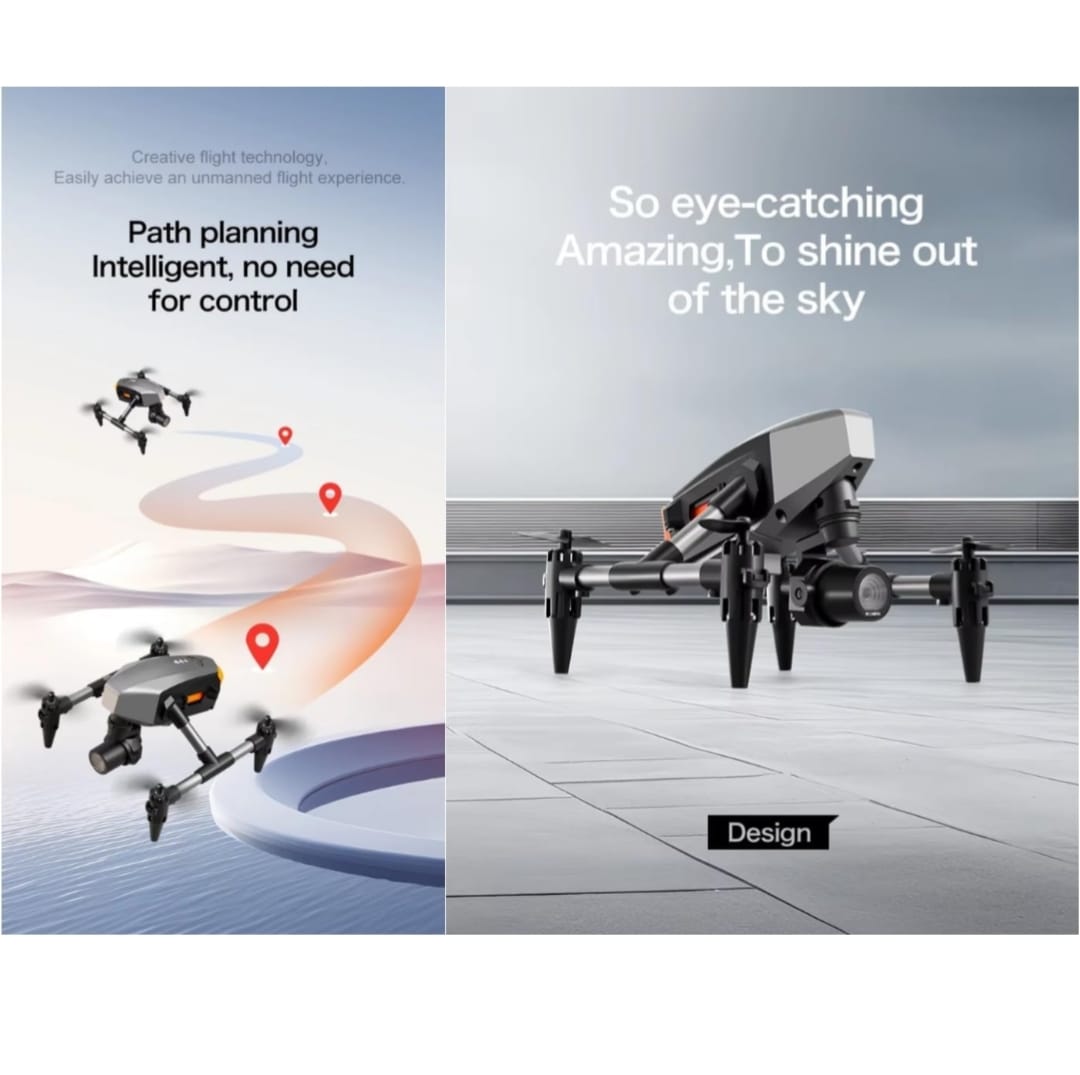 Creative flight technology,
Easily achieve an unmanned flight experience.
Path planning
Intelligent, no need
for control
So eye-catching
Amazing,To shine out
of the sky
Design